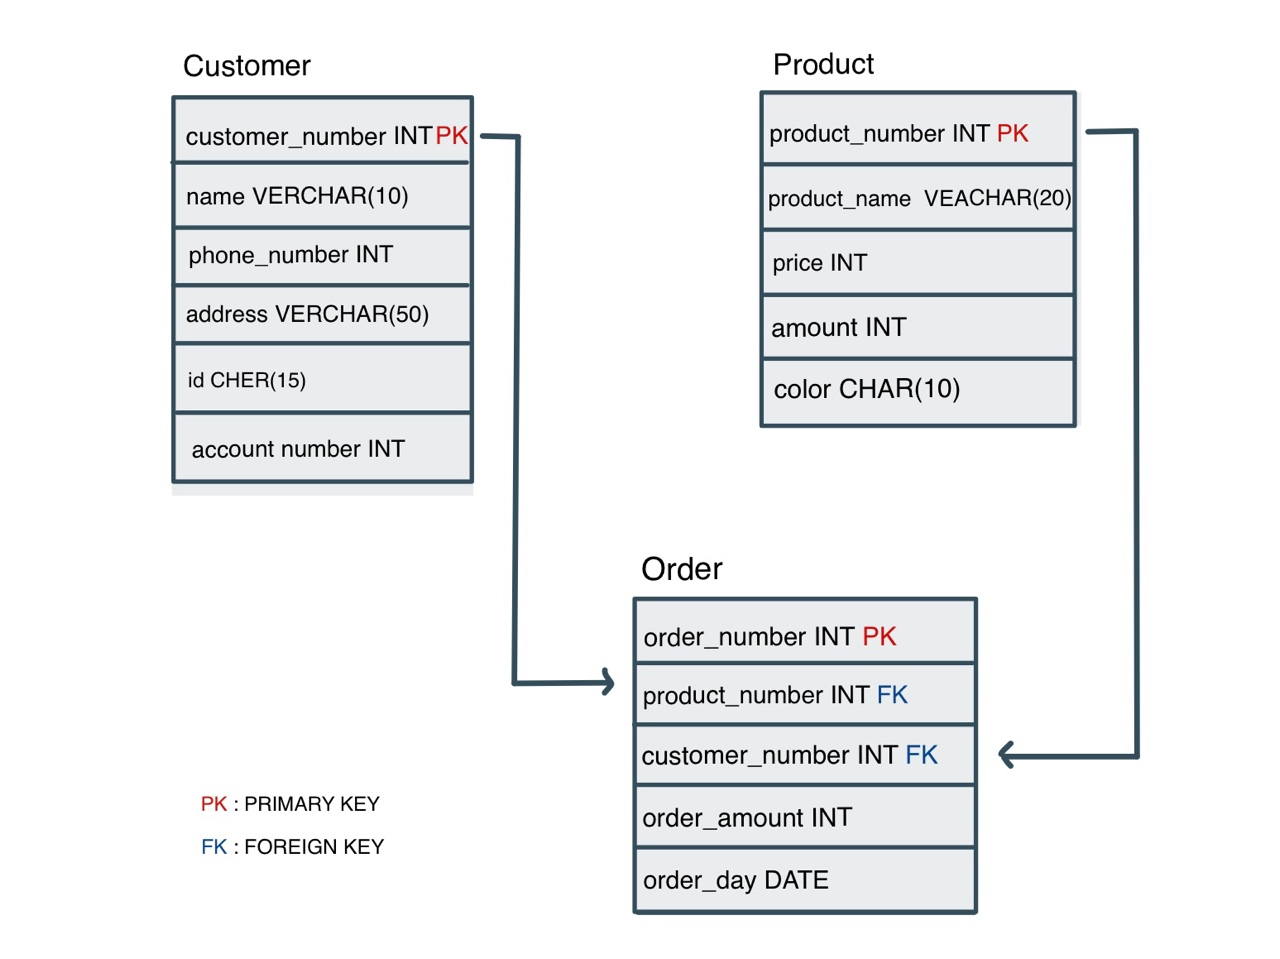 Customer
customer_number INT PK
name VERCHAR(10)
phone_number INT
address VERCHAR(50)
id CHER(15)
account number INT
Product
product_number INT PK
product_name VEACHAR(20)
price INT
amount INT
color CHAR(10)
Order
order_number INT PK
product_number INT FK
customer_number INT FK
order_amount INT
order_day DATE
PK : PRIMARY KEY
FK : FOREIGN KEY